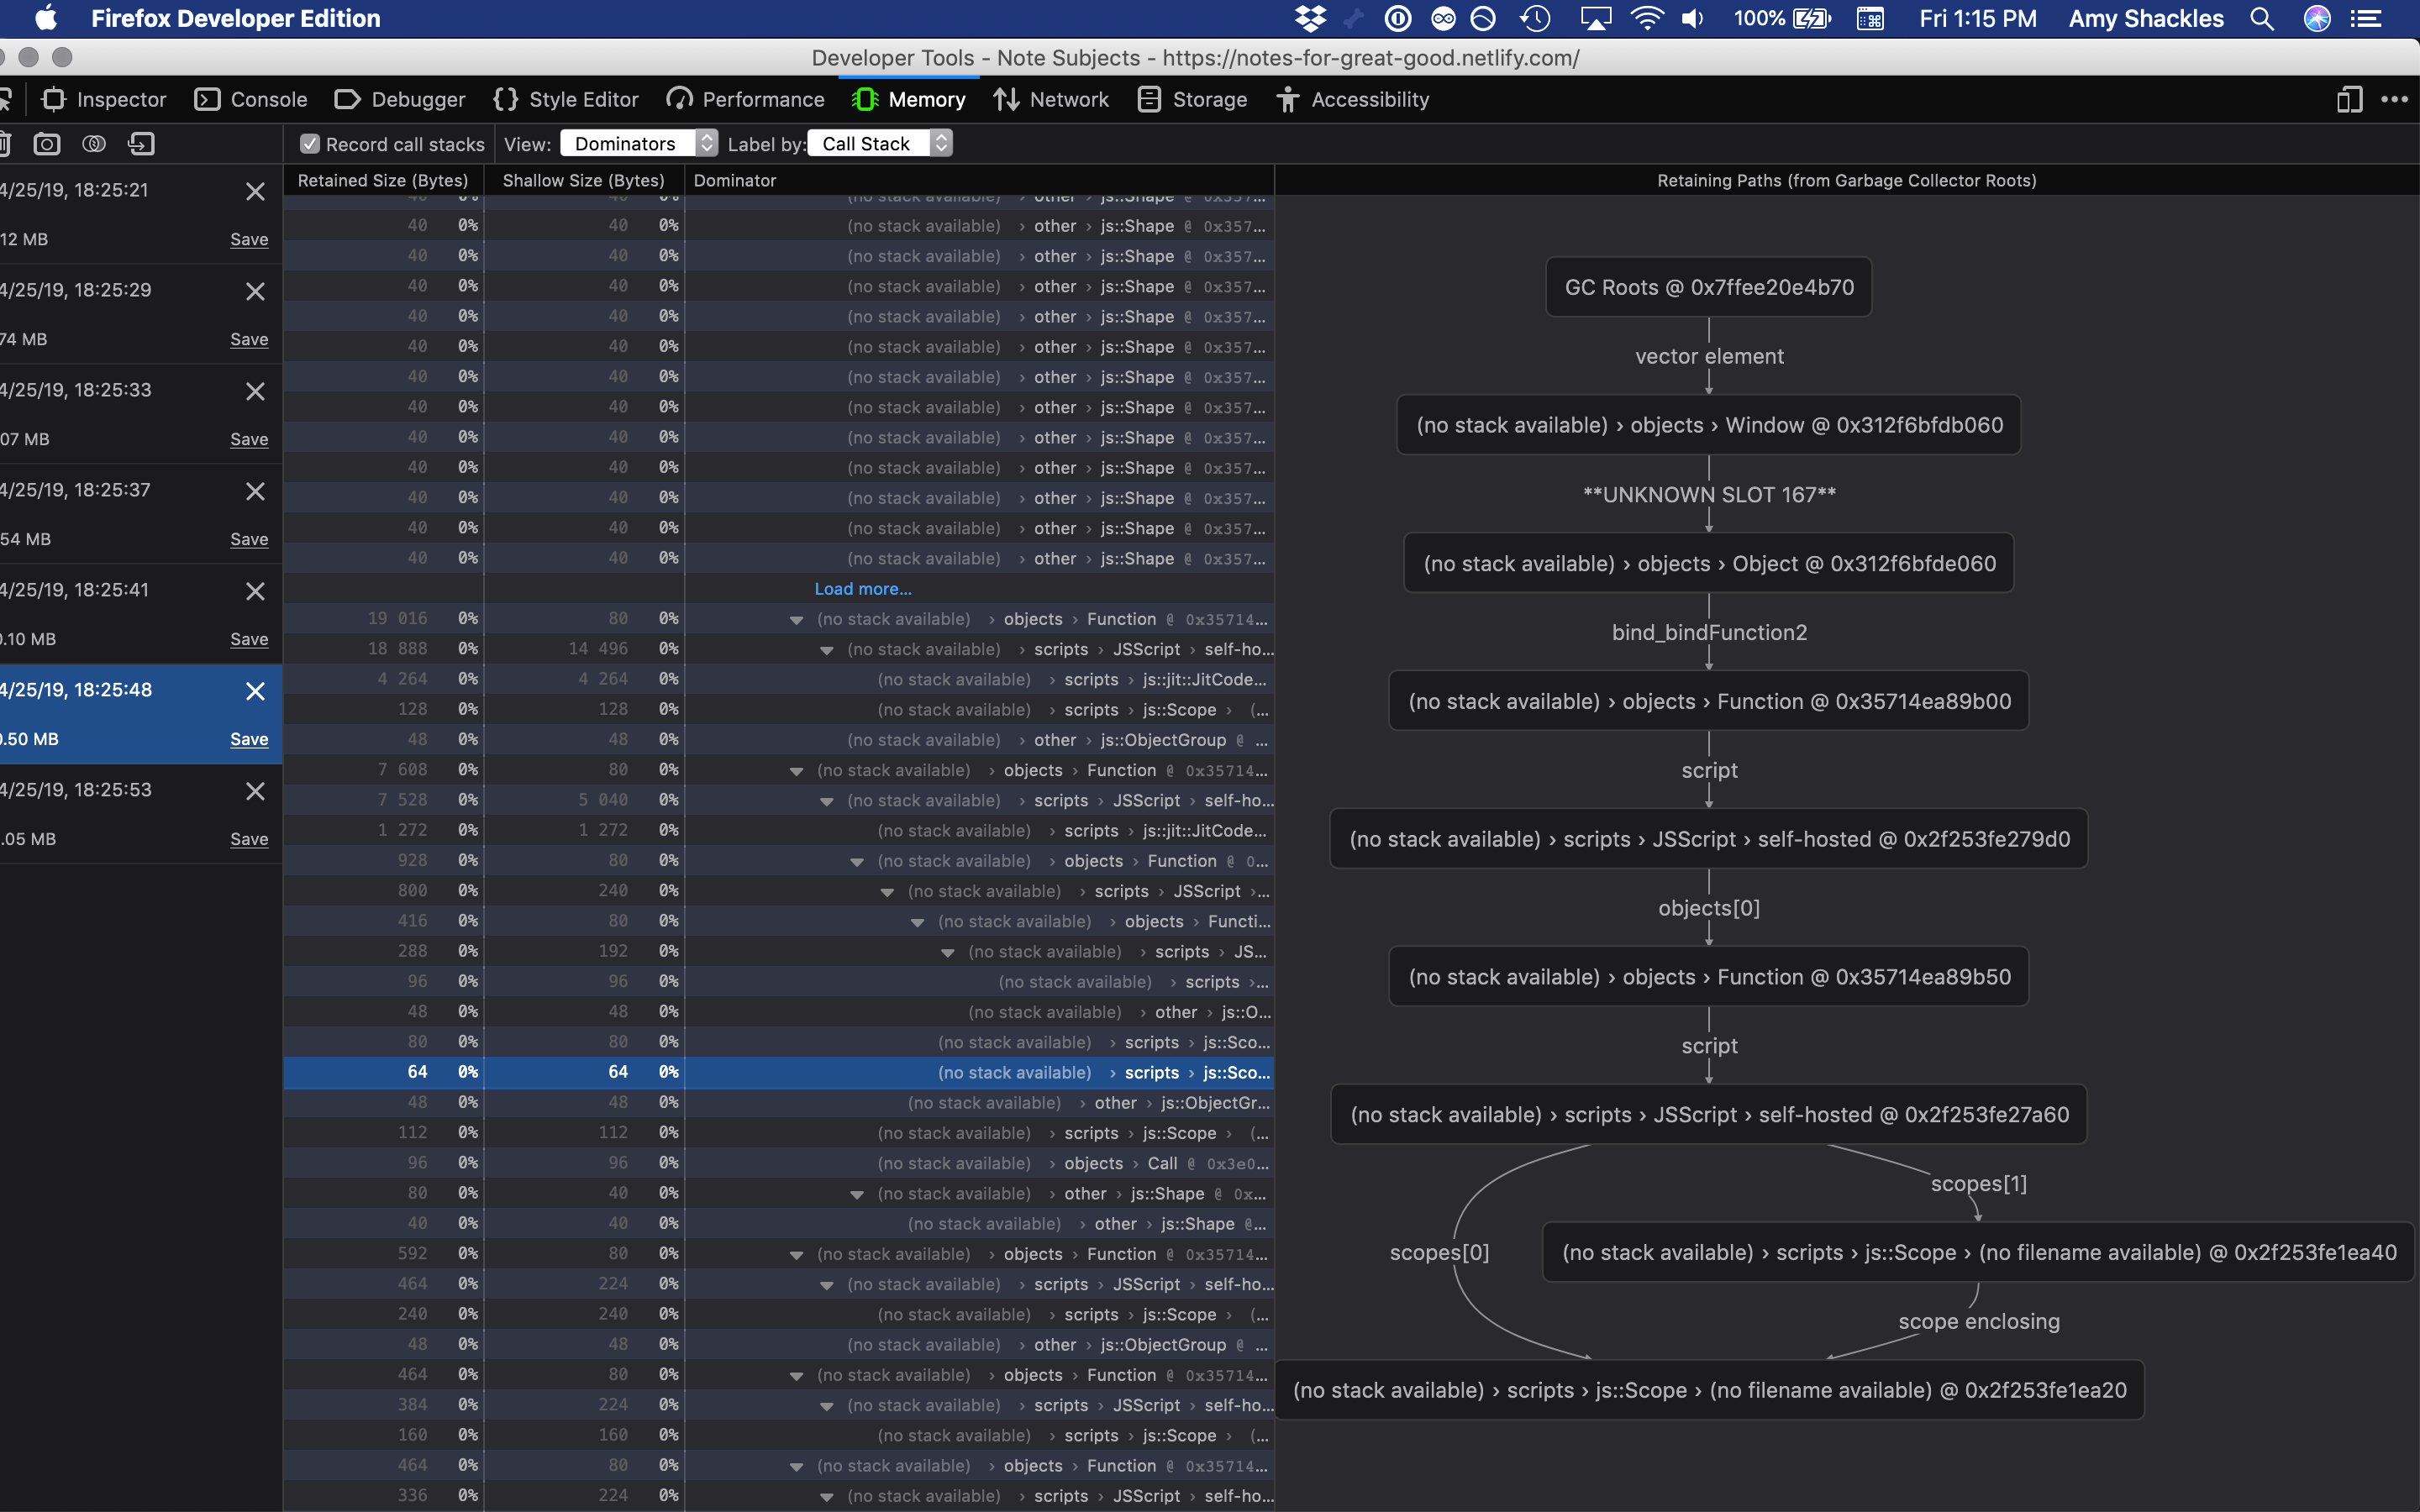 Firefox Developer Edition 100% Fri 1:15 PM Amy Shackles
Developer Tools - Note Subjects - https://notes-for-great-good.netlify.com/
Inspector Console Debugger {} Style Editor Performance Memory Network Storage Accessibility
Record call stacks View: Dominators Label by: Call Stack
Retained Size (Bytes) Shallow Size (Bytes) Dominator Retaining Paths (from Garbage Collector Roots)
4/25/19, 18:25:21
12 MB Save
4/25/19, 18:25:29
74 MB Save
4/25/19, 18:25:33
07 MB Save
4/25/19, 18:25:37
54 MB Save
4/25/19, 18:25:41
0.10 MB Save
4/25/19, 18:25:48
0.50 MB Save
4/25/19, 18:25:53
.05 MB Save
40 0% 40 0% (no stack available) › other › js::Shape @ 0x357...
40 0% 40 0% (no stack available) › other › js::Shape @ 0x357...
40 0% 40 0% (no stack available) › other › js::Shape @ 0x357...
40 0% 40 0% (no stack available) › other › js::Shape @ 0x357...
40 0% 40 0% (no stack available) › other › js::Shape @ 0x357...
40 0% 40 0% (no stack available) › other › js::Shape @ 0x357...
40 0% 40 0% (no stack available) › other › js::Shape @ 0x357...
40 0% 40 0% (no stack available) › other › js::Shape @ 0x357...
40 0% 40 0% (no stack available) › other › js::Shape @ 0x357...
40 0% 40 0% (no stack available) › other › js::Shape @ 0x357...
40 0% 40 0% (no stack available) › other › js::Shape @ 0x357...
40 0% 40 0% (no stack available) › other › js::Shape @ 0x357...
40 0% 40 0% (no stack available) › other › js::Shape @ 0x357...
Load more...
19 016 0% 80 0% (no stack available) › objects › Function @ 0x35714...
18 888 0% 14 496 0% (no stack available) › scripts › JSScript › self-ho...
4 264 0% 4 264 0% (no stack available) › scripts › js::jit::JitCode...
128 0% 128 0% (no stack available) › scripts › js::Scope › (...
48 0% 48 0% (no stack available) › other › js::ObjectGroup @ ...
7 608 0% 80 0% (no stack available) › objects › Function @ 0x35714...
7 528 0% 5 040 0% (no stack available) › scripts › JSScript › self-ho...
1 272 0% 1 272 0% (no stack available) › scripts › js::jit::JitCode...
928 0% 80 0% (no stack available) › objects › Function @ 0...
800 0% 240 0% (no stack available) › scripts › JSScript ›...
416 0% 80 0% (no stack available) › objects › Functi...
288 0% 192 0% (no stack available) › scripts › JS...
96 0% 96 0% (no stack available) › scripts ›...
48 0% 48 0% (no stack available) › other › js::O...
80 0% 80 0% (no stack available) › scripts › js::Sco...
64 0% 64 0% (no stack available) › scripts › js::Sco...
48 0% 48 0% (no stack available) › other › js::ObjectGr...
112 0% 112 0% (no stack available) › scripts › js::Scope › (...
96 0% 96 0% (no stack available) › objects › Call @ 0x3e0...
80 0% 40 0% (no stack available) › other › js::Shape @ 0x...
40 0% 40 0% (no stack available) › other › js::Shape @...
592 0% 80 0% (no stack available) › objects › Function @ 0x35714...
464 0% 224 0% (no stack available) › scripts › JSScript › self-ho...
240 0% 240 0% (no stack available) › scripts › js::Scope › (...
48 0% 48 0% (no stack available) › other › js::ObjectGroup @ ...
464 0% 80 0% (no stack available) › objects › Function @ 0x35714...
384 0% 224 0% (no stack available) › scripts › JSScript › self-ho...
160 0% 160 0% (no stack available) › scripts › js::Scope › (...
464 0% 80 0% (no stack available) › objects › Function @ 0x35714...
336 0% 224 0% (no stack available) › scripts › JSScript › self-ho...
GC Roots @ 0x7ffee20e4b70
vector element
(no stack available) › objects › Window @ 0x312f6bfdb060
**UNKNOWN SLOT 167**
(no stack available) › objects › Object @ 0x312f6bfde060
bind_bindFunction2
(no stack available) › objects › Function @ 0x35714ea89b00
script
(no stack available) › scripts › JSScript › self-hosted @ 0x2f253fe279d0
objects[0]
(no stack available) › objects › Function @ 0x35714ea89b50
script
(no stack available) › scripts › JSScript › self-hosted @ 0x2f253fe27a60
scopes[1]
scopes[0]
(no stack available) › scripts › js::Scope › (no filename available) @ 0x2f253fe1ea40
scope enclosing
(no stack available) › scripts › js::Scope › (no filename available) @ 0x2f253fe1ea20